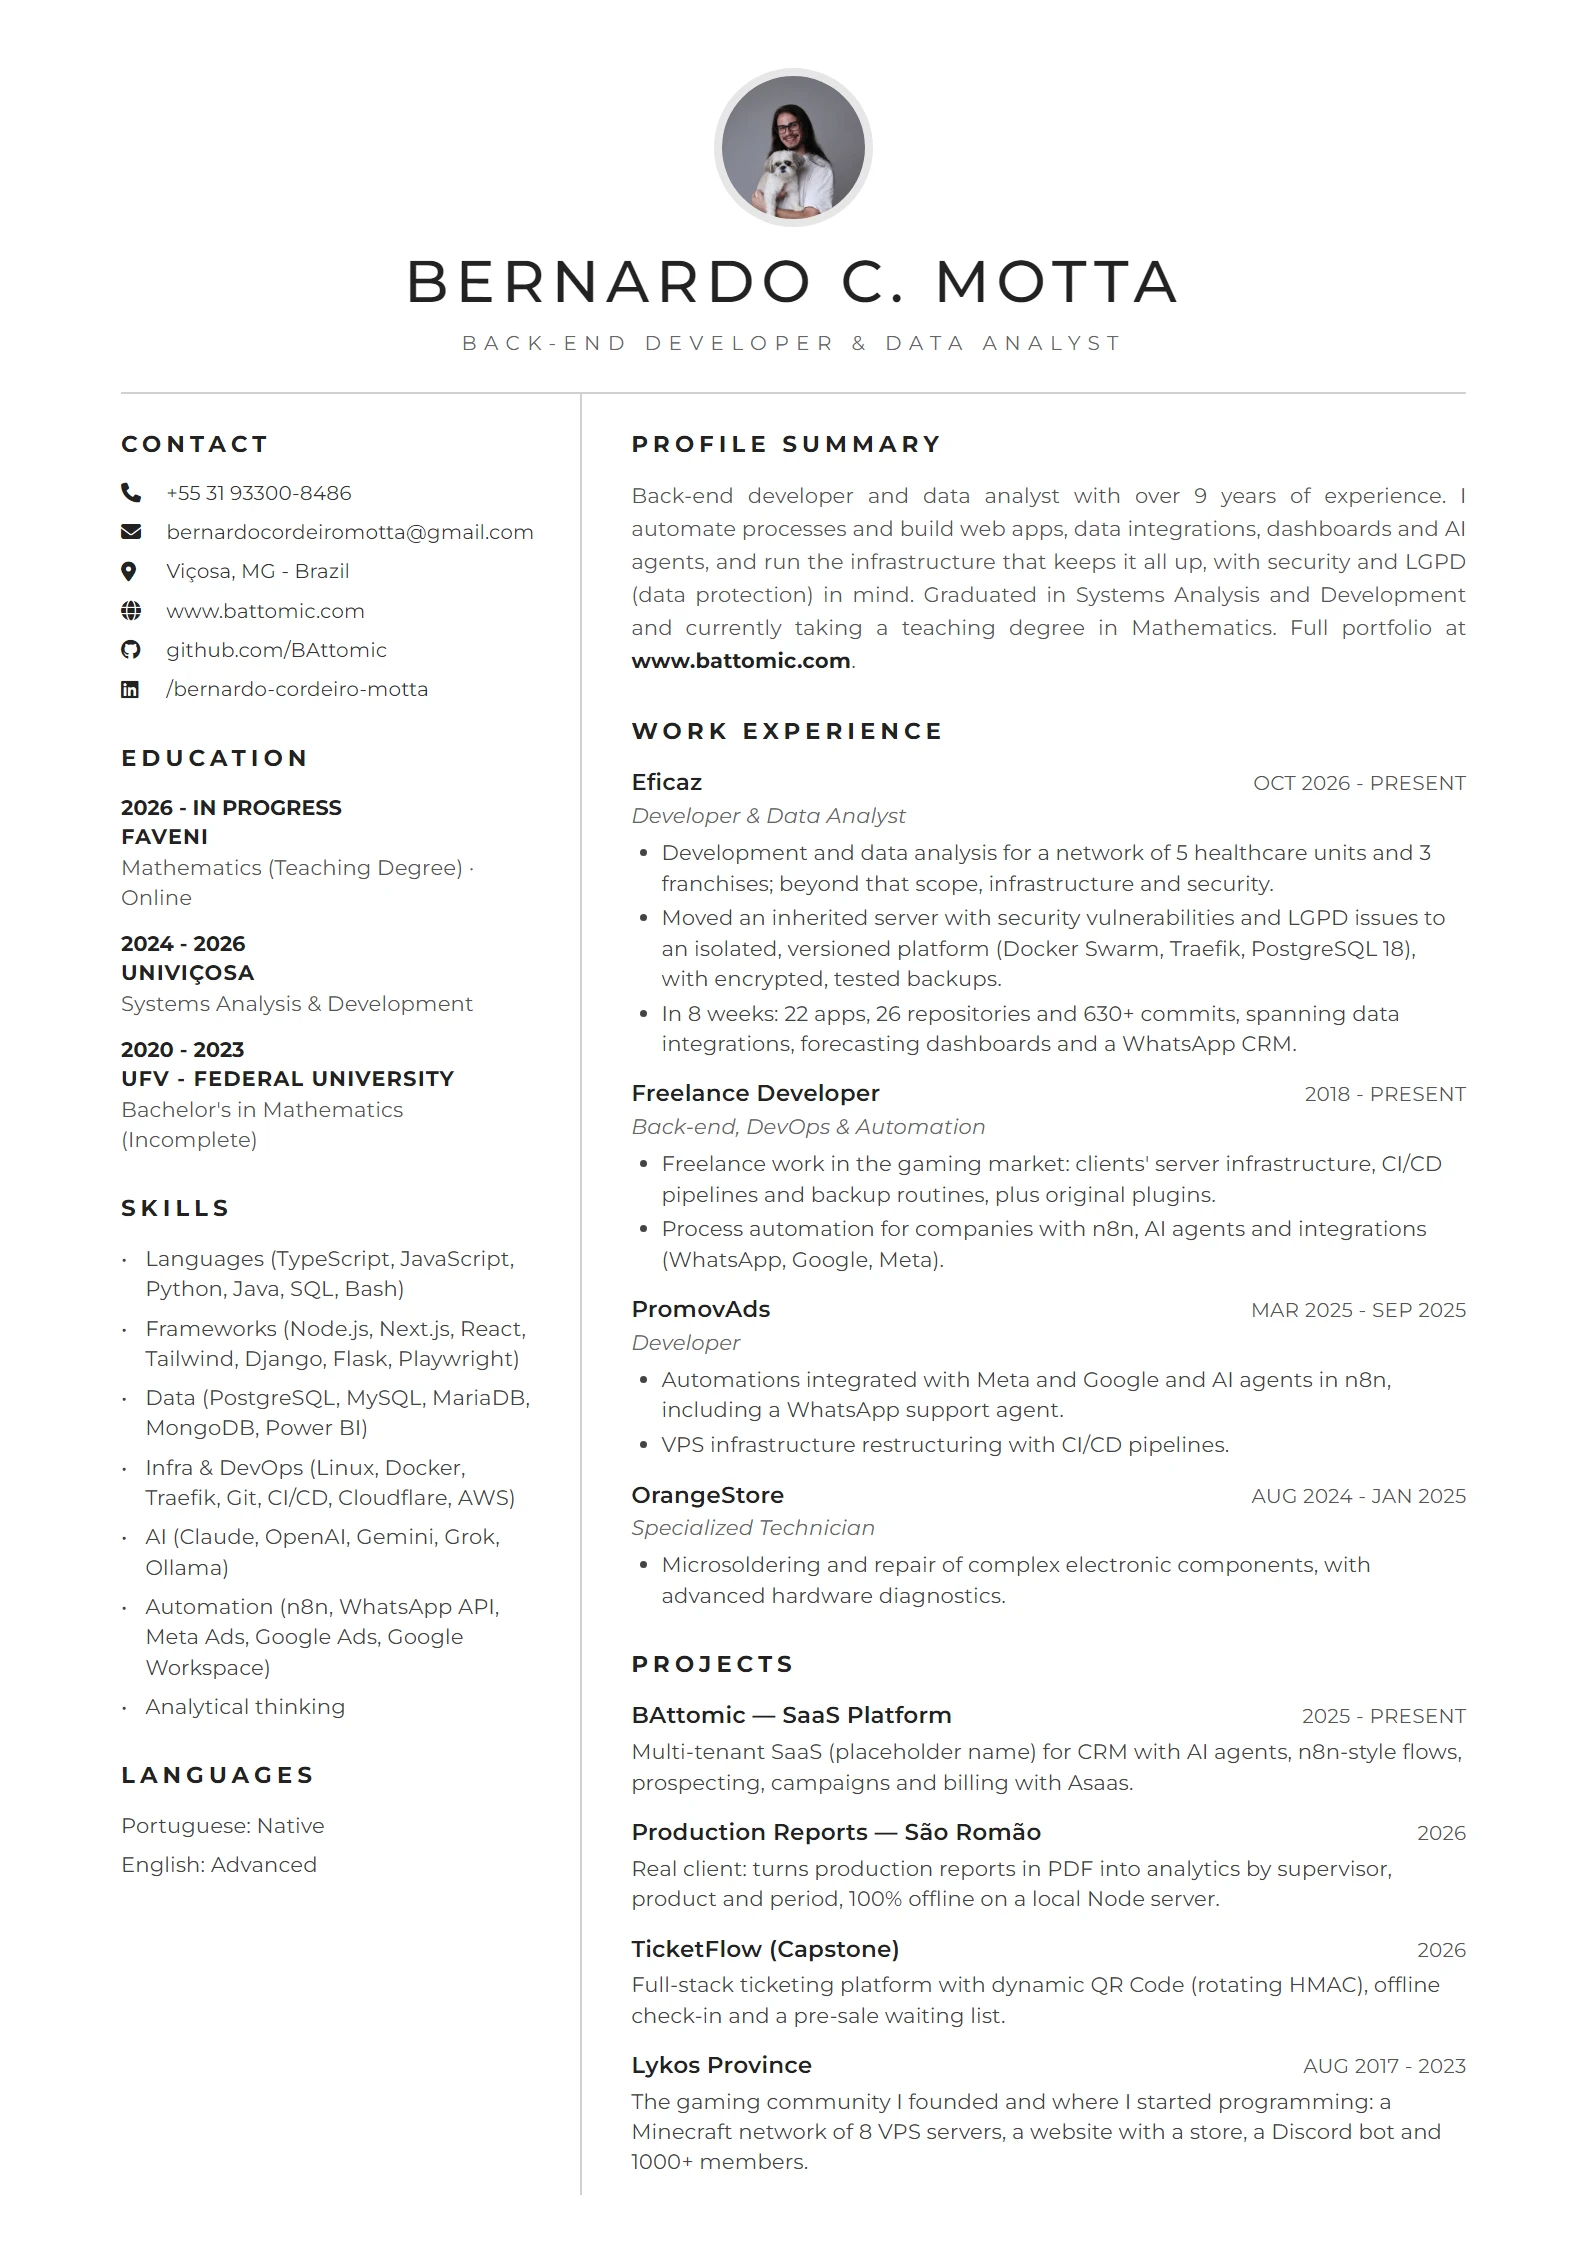 BERNARDO C. MOTTA
BACK-END DEVELOPER & DATA ANALYST
CONTACT
+55 31 93300-8486
bernardocordeiromotta@gmail.com
Viçosa, MG - Brazil
www.battomic.com
github.com/BAttomic
/bernardo-cordeiro-motta
EDUCATION
2026 - IN PROGRESS
FAVENI
Mathematics (Teaching Degree) ·
Online
2024 - 2026
UNIVIÇOSA
Systems Analysis & Development
2020 - 2023
UFV - FEDERAL UNIVERSITY
Bachelor's in Mathematics
(Incomplete)
SKILLS
· Languages (TypeScript, JavaScript,
Python, Java, SQL, Bash)
· Frameworks (Node.js, Next.js, React,
Tailwind, Django, Flask, Playwright)
· Data (PostgreSQL, MySQL, MariaDB,
MongoDB, Power BI)
· Infra & DevOps (Linux, Docker,
Traefik, Git, CI/CD, Cloudflare, AWS)
· AI (Claude, OpenAI, Gemini, Grok,
Ollama)
· Automation (n8n, WhatsApp API,
Meta Ads, Google Ads, Google
Workspace)
· Analytical thinking
LANGUAGES
Portuguese: Native
English: Advanced
PROFILE SUMMARY
Back-end developer and data analyst with over 9 years of experience. I
automate processes and build web apps, data integrations, dashboards and AI
agents, and run the infrastructure that keeps it all up, with security and LGPD
(data protection) in mind. Graduated in Systems Analysis and Development
and currently taking a teaching degree in Mathematics. Full portfolio at
www.battomic.com.
WORK EXPERIENCE
Eficaz OCT 2026 - PRESENT
Developer & Data Analyst
• Development and data analysis for a network of 5 healthcare units and 3
franchises; beyond that scope, infrastructure and security.
• Moved an inherited server with security vulnerabilities and LGPD issues to
an isolated, versioned platform (Docker Swarm, Traefik, PostgreSQL 18),
with encrypted, tested backups.
• In 8 weeks: 22 apps, 26 repositories and 630+ commits, spanning data
integrations, forecasting dashboards and a WhatsApp CRM.
Freelance Developer 2018 - PRESENT
Back-end, DevOps & Automation
• Freelance work in the gaming market: clients' server infrastructure, CI/CD
pipelines and backup routines, plus original plugins.
• Process automation for companies with n8n, AI agents and integrations
(WhatsApp, Google, Meta).
PromovAds MAR 2025 - SEP 2025
Developer
• Automations integrated with Meta and Google and AI agents in n8n,
including a WhatsApp support agent.
• VPS infrastructure restructuring with CI/CD pipelines.
OrangeStore AUG 2024 - JAN 2025
Specialized Technician
• Microsoldering and repair of complex electronic components, with
advanced hardware diagnostics.
PROJECTS
BAttomic — SaaS Platform 2025 - PRESENT
Multi-tenant SaaS (placeholder name) for CRM with AI agents, n8n-style flows,
prospecting, campaigns and billing with Asaas.
Production Reports — São Romão 2026
Real client: turns production reports in PDF into analytics by supervisor,
product and period, 100% offline on a local Node server.
TicketFlow (Capstone) 2026
Full-stack ticketing platform with dynamic QR Code (rotating HMAC), offline
check-in and a pre-sale waiting list.
Lykos Province AUG 2017 - 2023
The gaming community I founded and where I started programming: a
Minecraft network of 8 VPS servers, a website with a store, a Discord bot and
1000+ members.